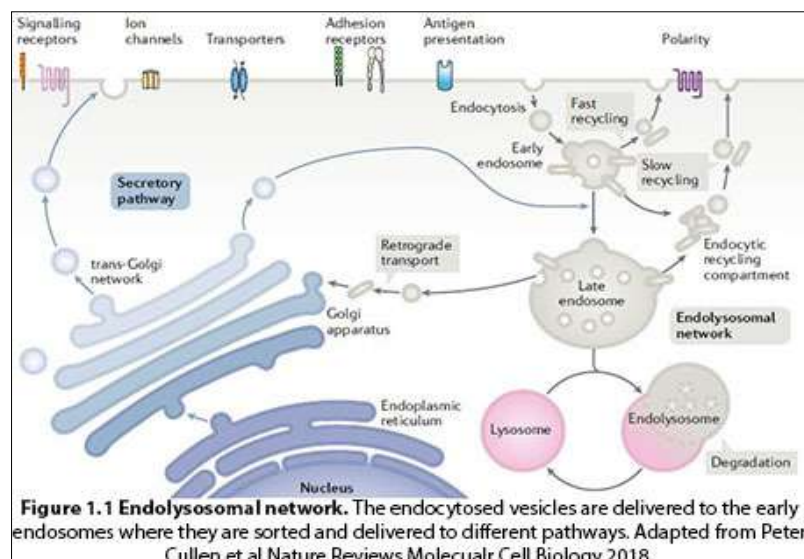 Signalling
receptors
Ion
channels
Transporters
Adhesion
receptors
Antigen
presentation
Polarity
Endocytosis
Fast
recycling
Early
endosome
Slow
recycling
Secretory
pathway
trans-Golgi
network
Retrograde
transport
Endocytic
recycling
compartment
Golgi
apparatus
Late
endosome
Endolysosomal
network
Endoplasmic
reticulum
Lysosome
Endolysosome
Degradation
Nucleus
Figure 1.1 Endolysosomal network. The endocytosed vesicles are delivered to the early
endosomes where they are sorted and delivered to different pathways. Adapted from Peter
Cullen et al Nature Reviews Molecualr Cell Biology 2018